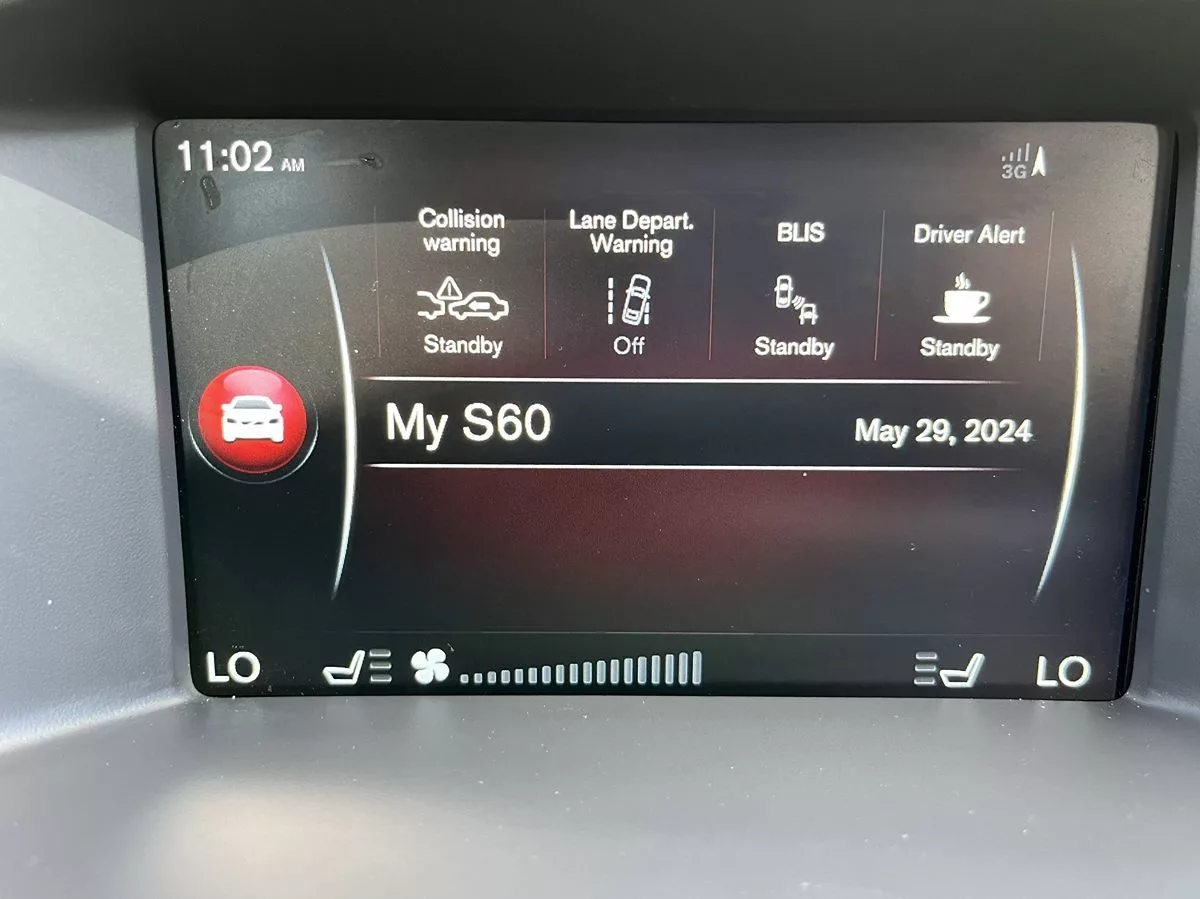 11:02 AM
3G
Collision
warning
Standby
Lane Depart.
Warning
Off
BLIS
Standby
Driver Alert
Standby
My S60
May 29, 2024
LO
LO